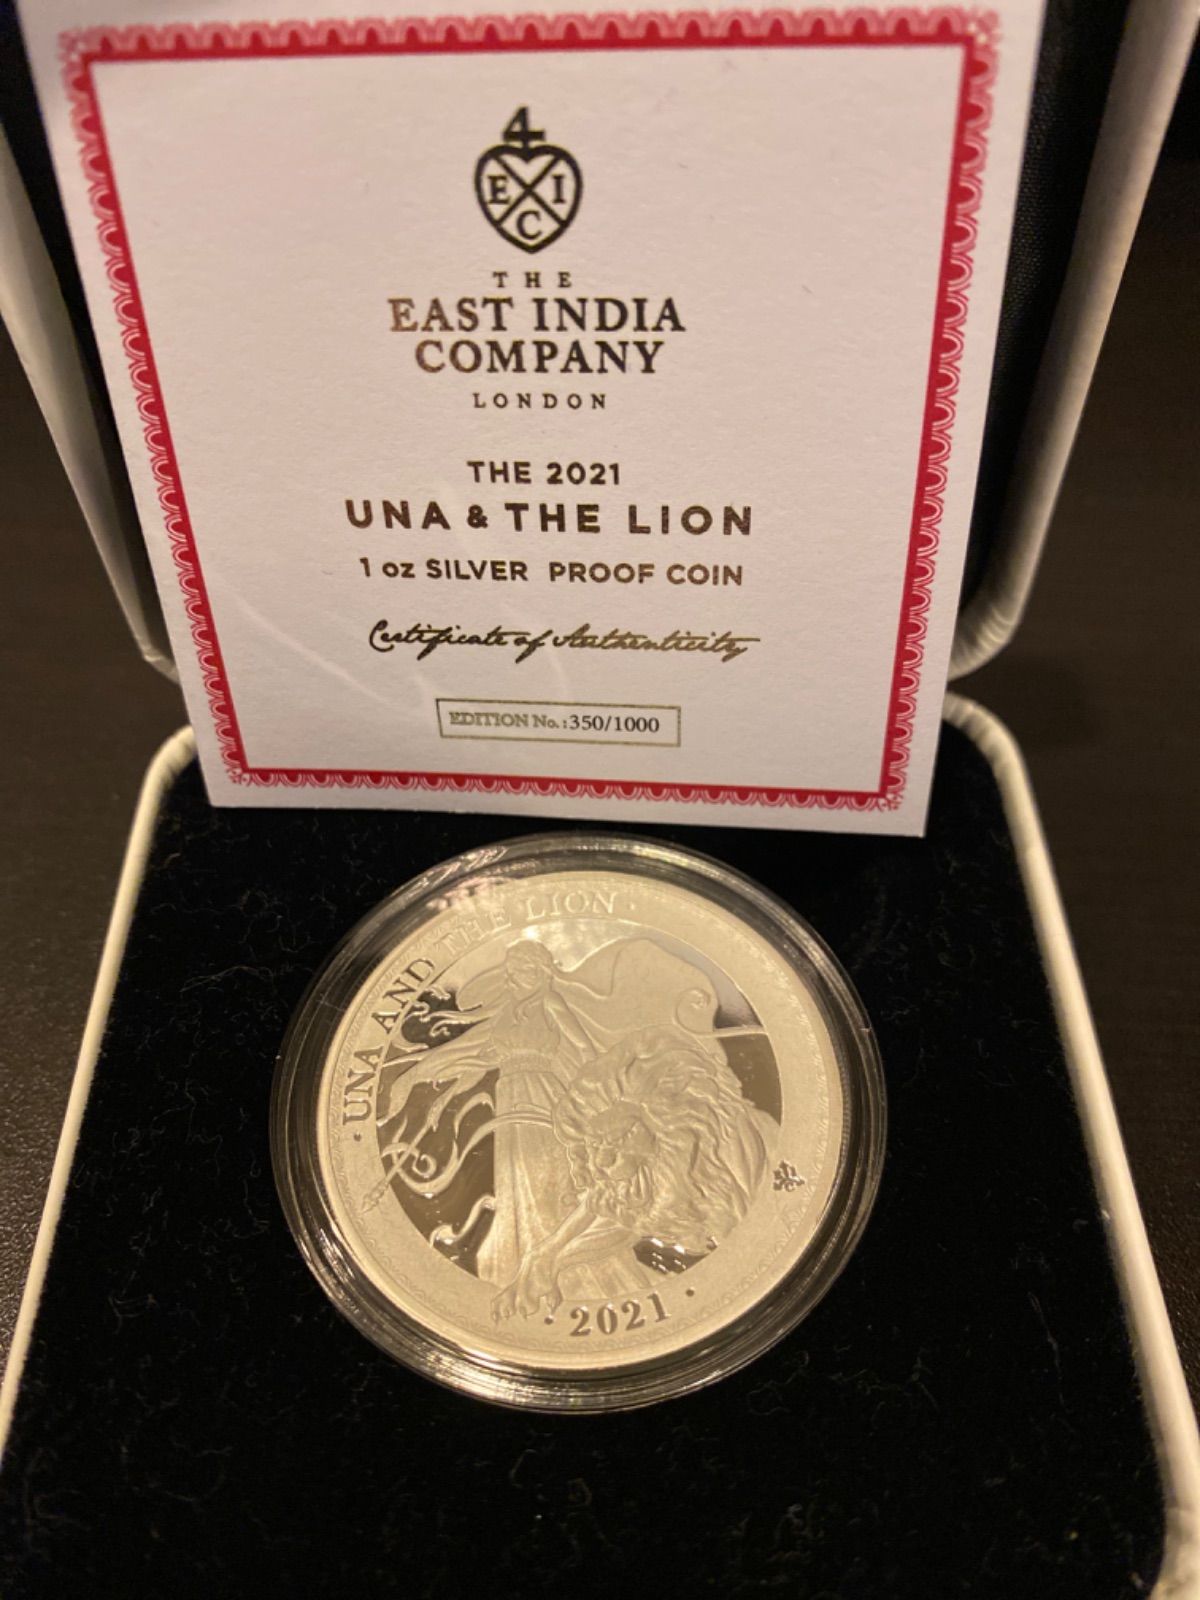 4
E I
C
THE
EAST INDIA
COMPANY
LONDON
THE 2021
UNA & THE LION
1 oz SILVER PROOF COIN
Certificate of Authenticity
EDITION No.: 350/1000
· UNA AND THE LION ·
· 2021 ·